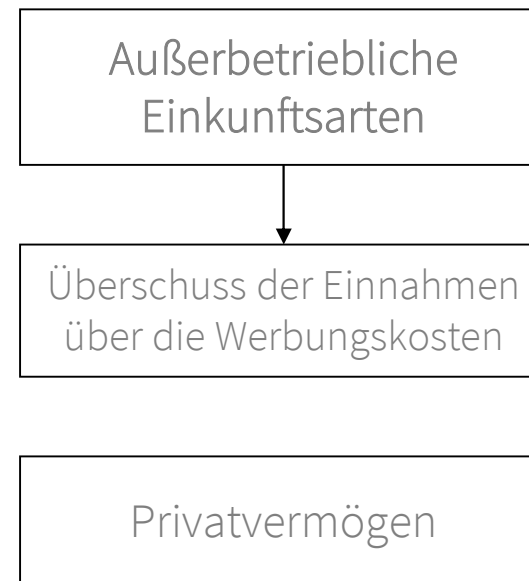 Außerbetriebliche
Einkunftsarten
Überschuss der Einnahmen
über die Werbungskosten
Privatvermögen